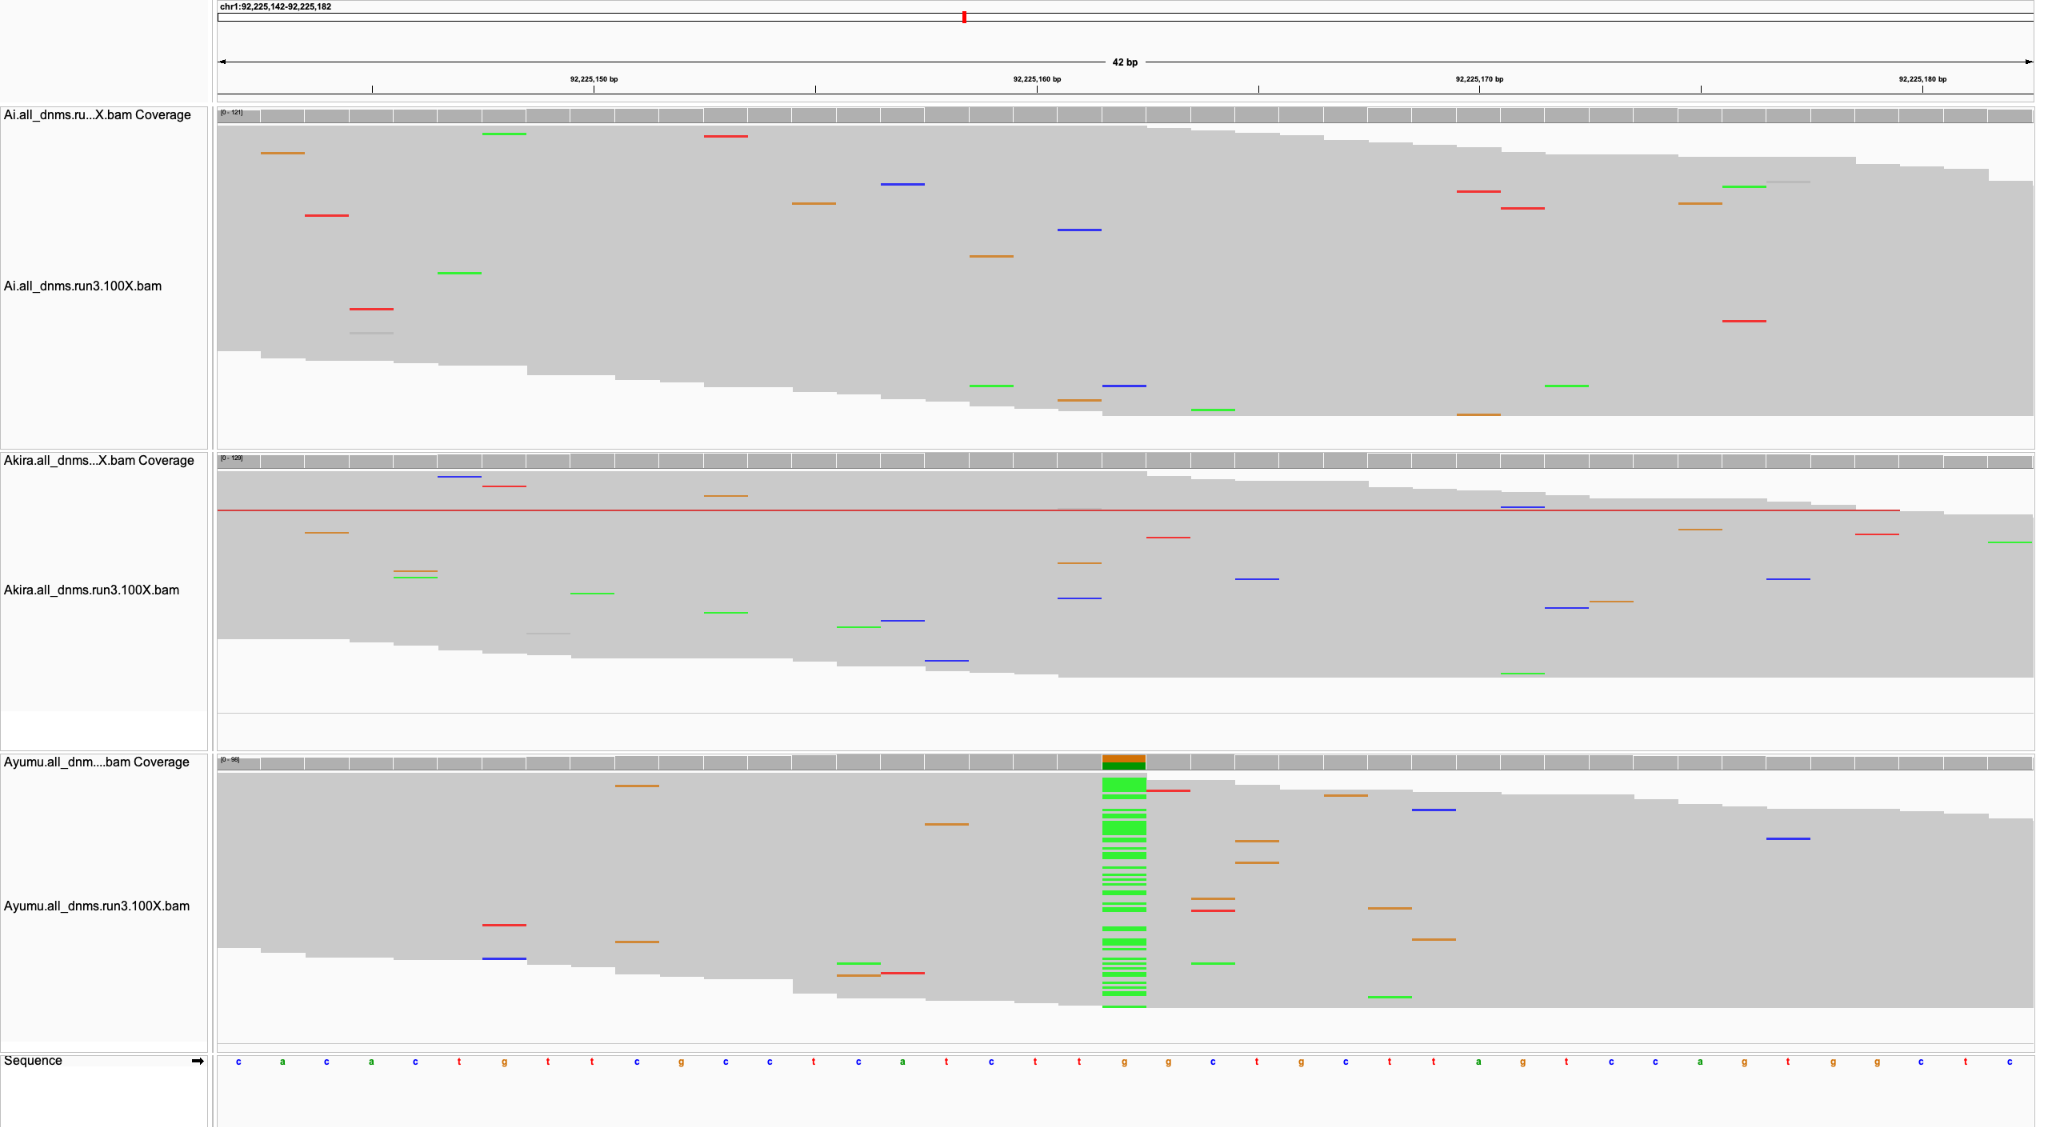 chr1:92,225,142-92,225,182
42 bp
92,225,150 bp 92,225,160 bp 92,225,170 bp 92,225,180 bp
Ai.all_dnms.ru...X.bam Coverage
[0 - 121]
Ai.all_dnms.run3.100X.bam
Akira.all_dnms...X.bam Coverage
[0 - 129]
Akira.all_dnms.run3.100X.bam
Ayumu.all_dnm....bam Coverage
[0 - 96]
Ayumu.all_dnms.run3.100X.bam
Sequence
c a c a c t g t t c g c c t c a t c t t g g c t g c t t a g t c c a g t g g c t c